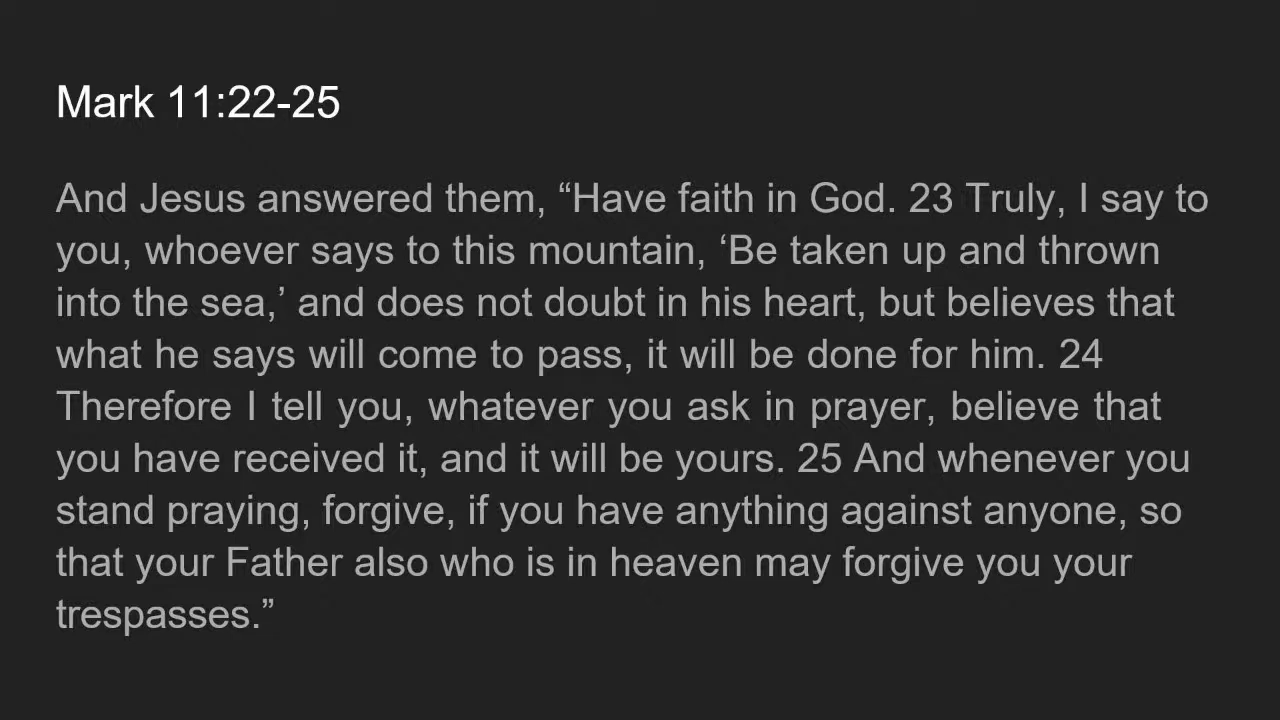 Mark 11:22-25
And Jesus answered them, “Have faith in God. 23 Truly, I say to
you, whoever says to this mountain, ‘Be taken up and thrown
into the sea,’ and does not doubt in his heart, but believes that
what he says will come to pass, it will be done for him. 24
Therefore I tell you, whatever you ask in prayer, believe that
you have received it, and it will be yours. 25 And whenever you
stand praying, forgive, if you have anything against anyone, so
that your Father also who is in heaven may forgive you your
trespasses.”